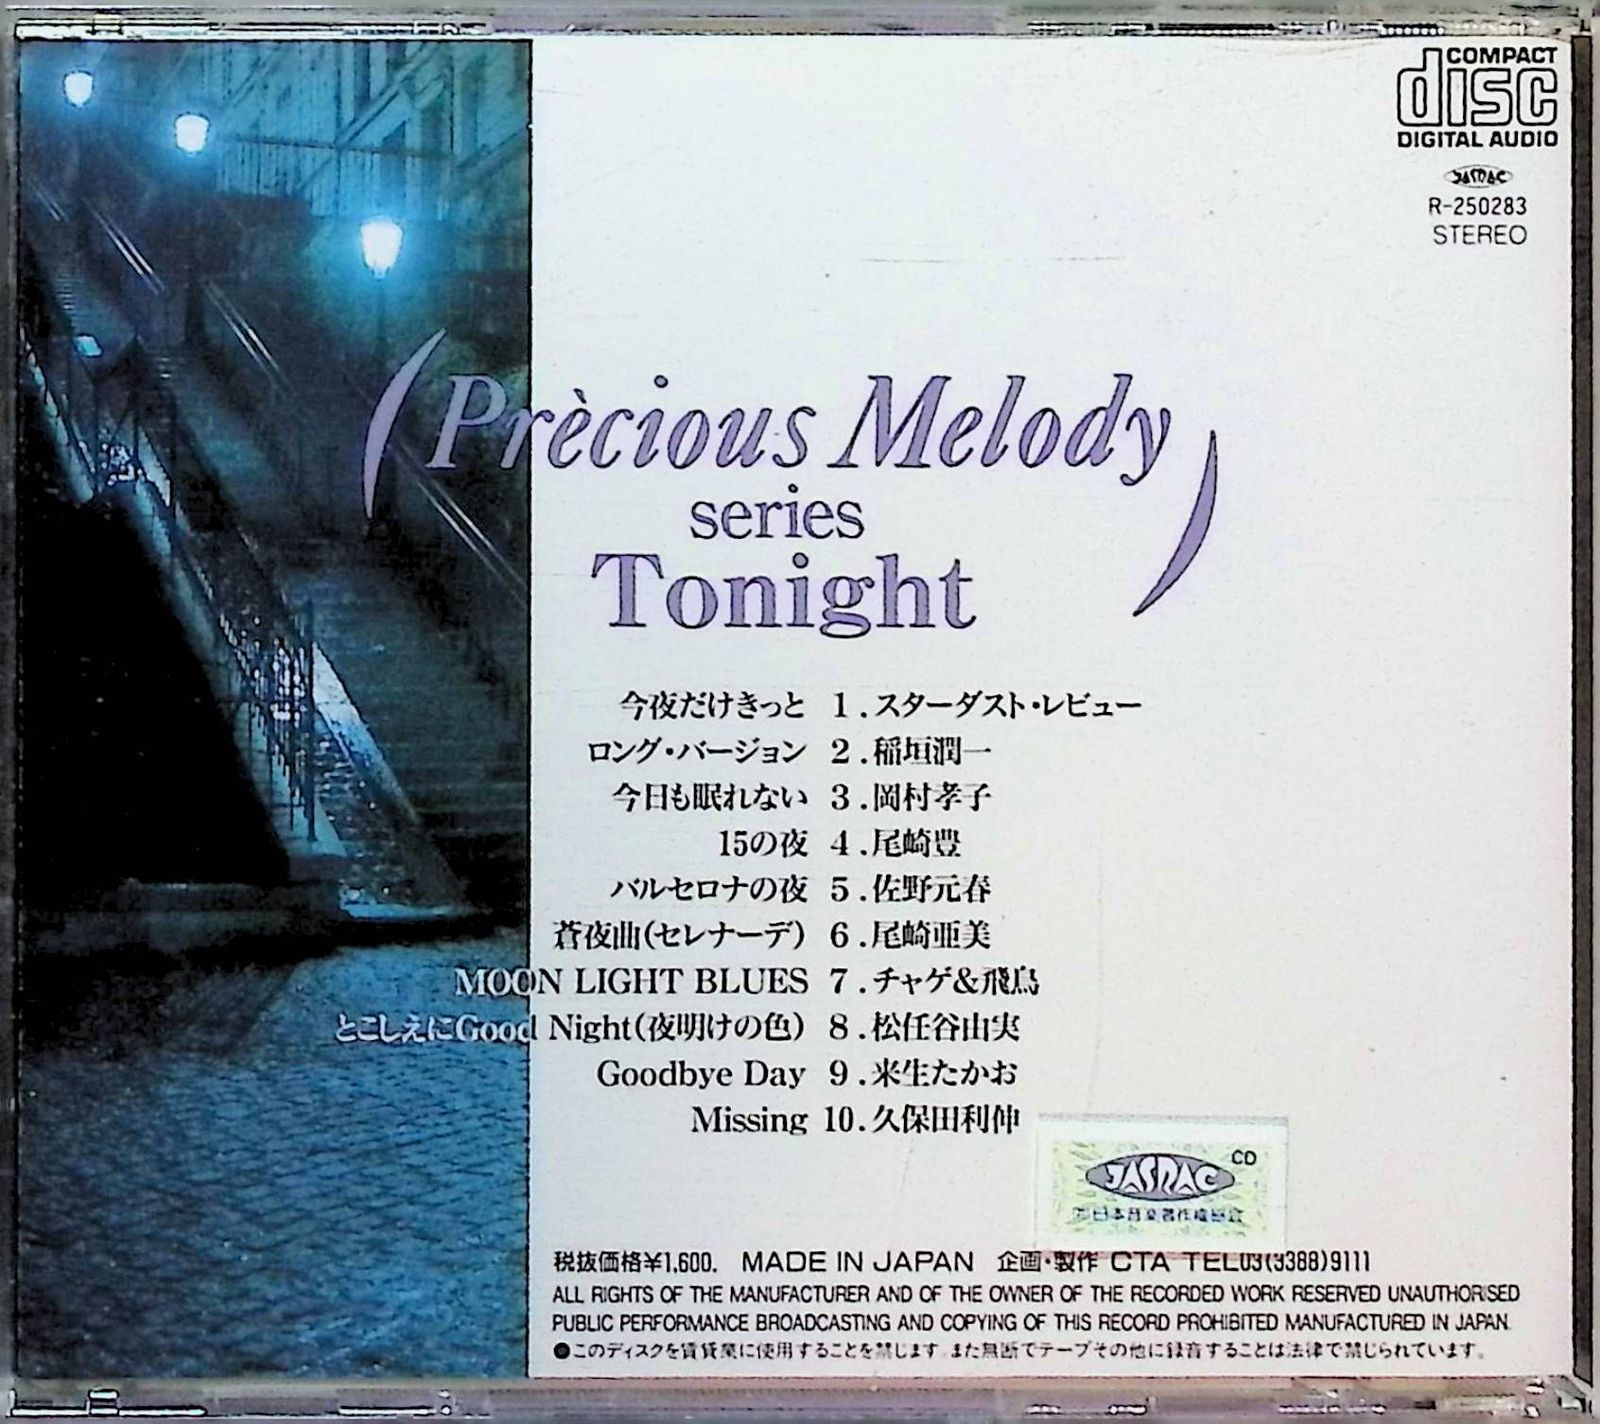 COMPACT
disc
DIGITAL AUDIO
JASRAC
R-250283
STEREO
Prècious Melody
series
Tonight
今夜だけきっと 1.スターダスト・レビュー
ロング・バージョン 2.稲垣潤一
今日も眠れない 3.岡村孝子
15の夜 4.尾崎豊
バルセロナの夜 5.佐野元春
蒼夜曲(セレナーデ) 6.尾崎亜美
MOON LIGHT BLUES 7.チャゲ&飛鳥
とこしえにGood Night(夜明けの色) 8.松任谷由実
Goodbye Day 9.来生たかお
Missing 10.久保田利伸
JASRAC CD
日本音楽著作権協会
税抜価格¥1,600. MADE IN JAPAN 企画・製作 CTA TEL03(3388)9111
ALL RIGHTS OF THE MANUFACTURER AND OF THE OWNER OF THE RECORDED WORK RESERVED UNAUTHORISED
PUBLIC PERFORMANCE BROADCASTING AND COPYING OF THIS RECORD PROHIBITED MANUFACTURED IN JAPAN.
●このディスクを賃貸業に使用することを禁じます。また無断でテープその他に録音することは法律で禁じられています。